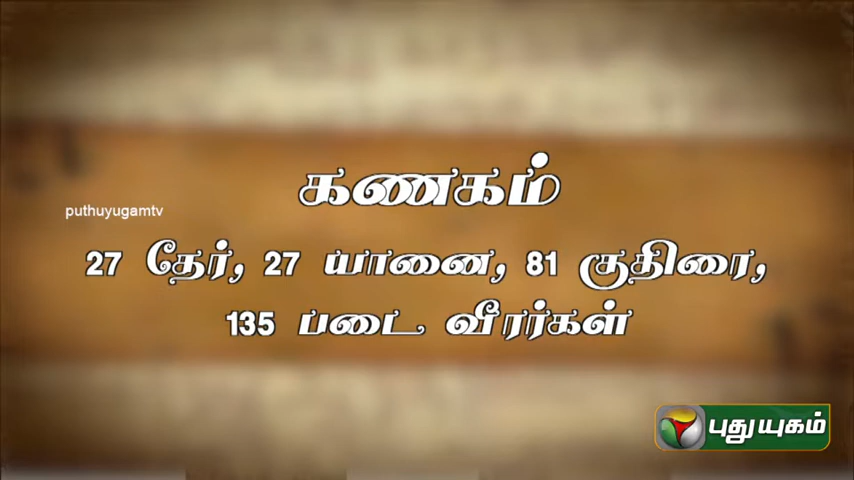 கணகம்
puthuyugamtv
27 தேர், 27 யானை, 81 குதிரை,
135 படை வீரர்கள்
புதுயுகம்